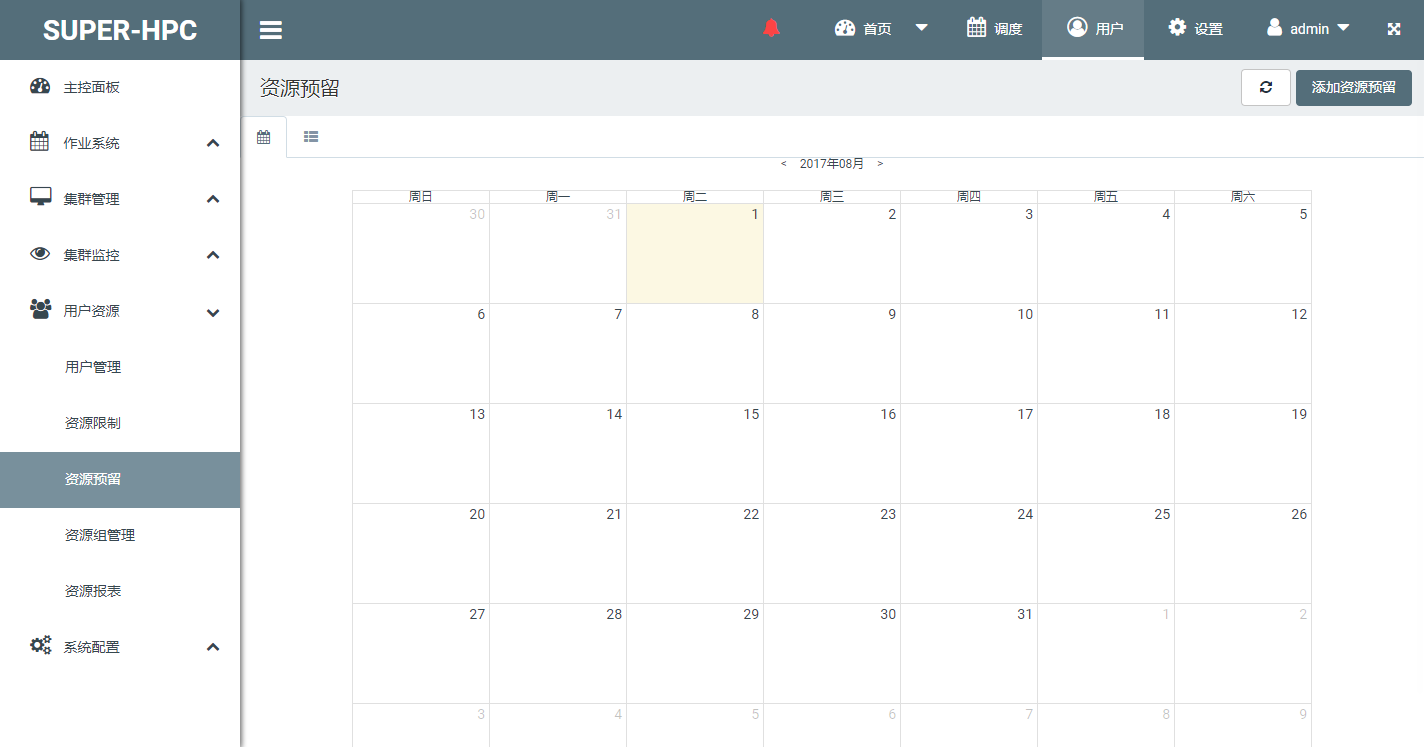 SUPER-HPC
首页 调度 用户 设置 admin
主控面板
作业系统
集群管理
集群监控
用户资源
用户管理
资源限制
资源预留
资源组管理
资源报表
系统配置
资源预留 添加资源预留
< 2017年08月 >
周日 周一 周二 周三 周四 周五 周六
30 31 1 2 3 4 5
6 7 8 9 10 11 12
13 14 15 16 17 18 19
20 21 22 23 24 25 26
27 28 29 30 31 1 2
3 4 5 6 7 8 9